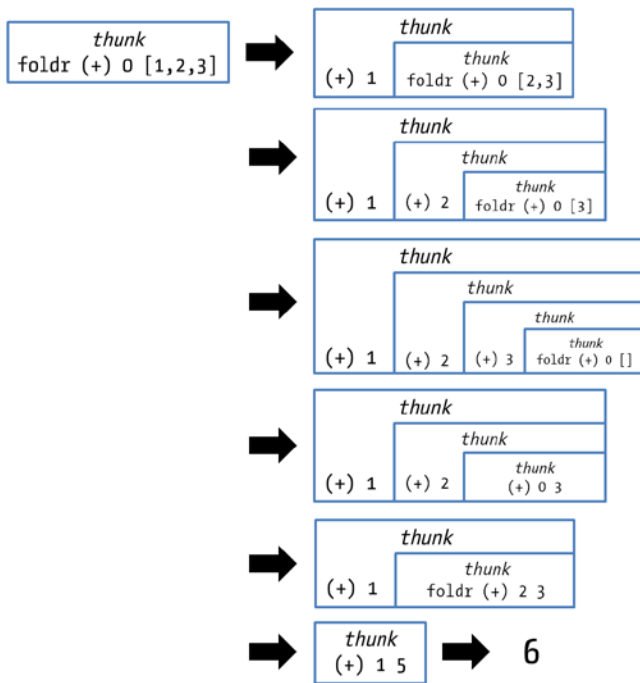 thunk
foldr (+) 0 [1,2,3]
thunk
thunk
(+) 1
foldr (+) 0 [2,3]
thunk
thunk
thunk
(+) 1
(+) 2
foldr (+) 0 [3]
thunk
thunk
thunk
thunk
(+) 1
(+) 2
(+) 3
foldr (+) 0 []
thunk
thunk
thunk
(+) 1
(+) 2
(+) 0 3
thunk
thunk
(+) 1
foldr (+) 2 3
thunk
(+) 1 5
6